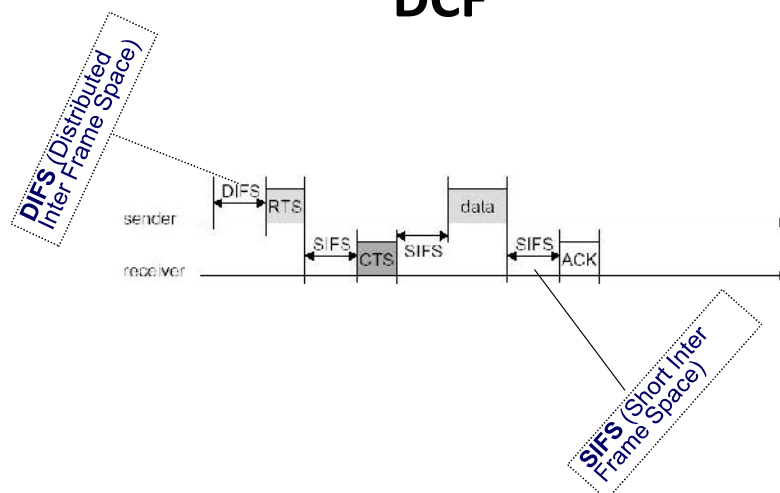 DCF
DIFS (Distributed
Inter Frame Space)
DIFS
RTS
data
sender
SIFS
SIFS
SIFS
CTS
ACK
receiver
SIFS (Short Inter
Frame Space)